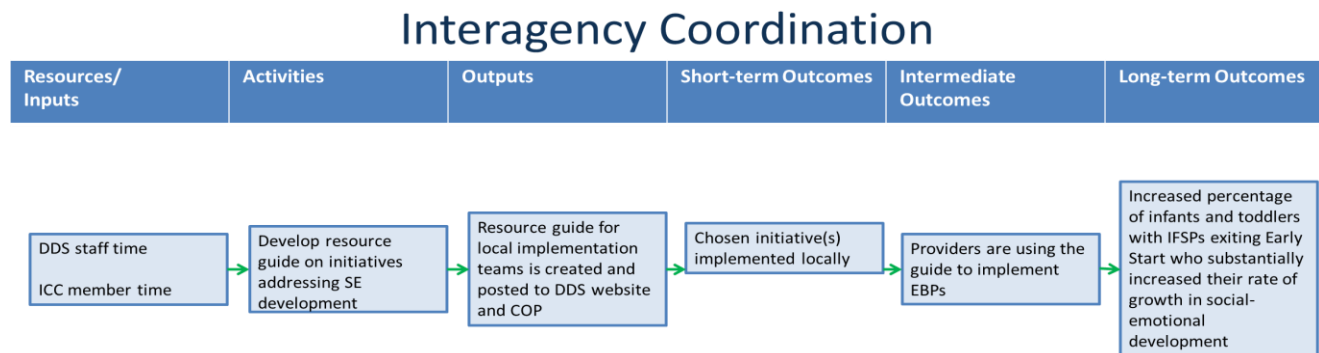 Interagency Coordination
Resources/
Inputs
Activities
Outputs
Short-term Outcomes
Intermediate
Outcomes
Long-term Outcomes
DDS staff time
ICC member time
Develop resource
guide on initiatives
addressing SE
development
Resource guide for
local implementation
teams is created and
posted to DDS website
and COP
Chosen initiative(s)
implemented locally
Providers are using the
guide to implement
EBPs
Increased percentage
of infants and toddlers
with IFSPs exiting Early
Start who substantially
increased their rate of
growth in social-
emotional
development